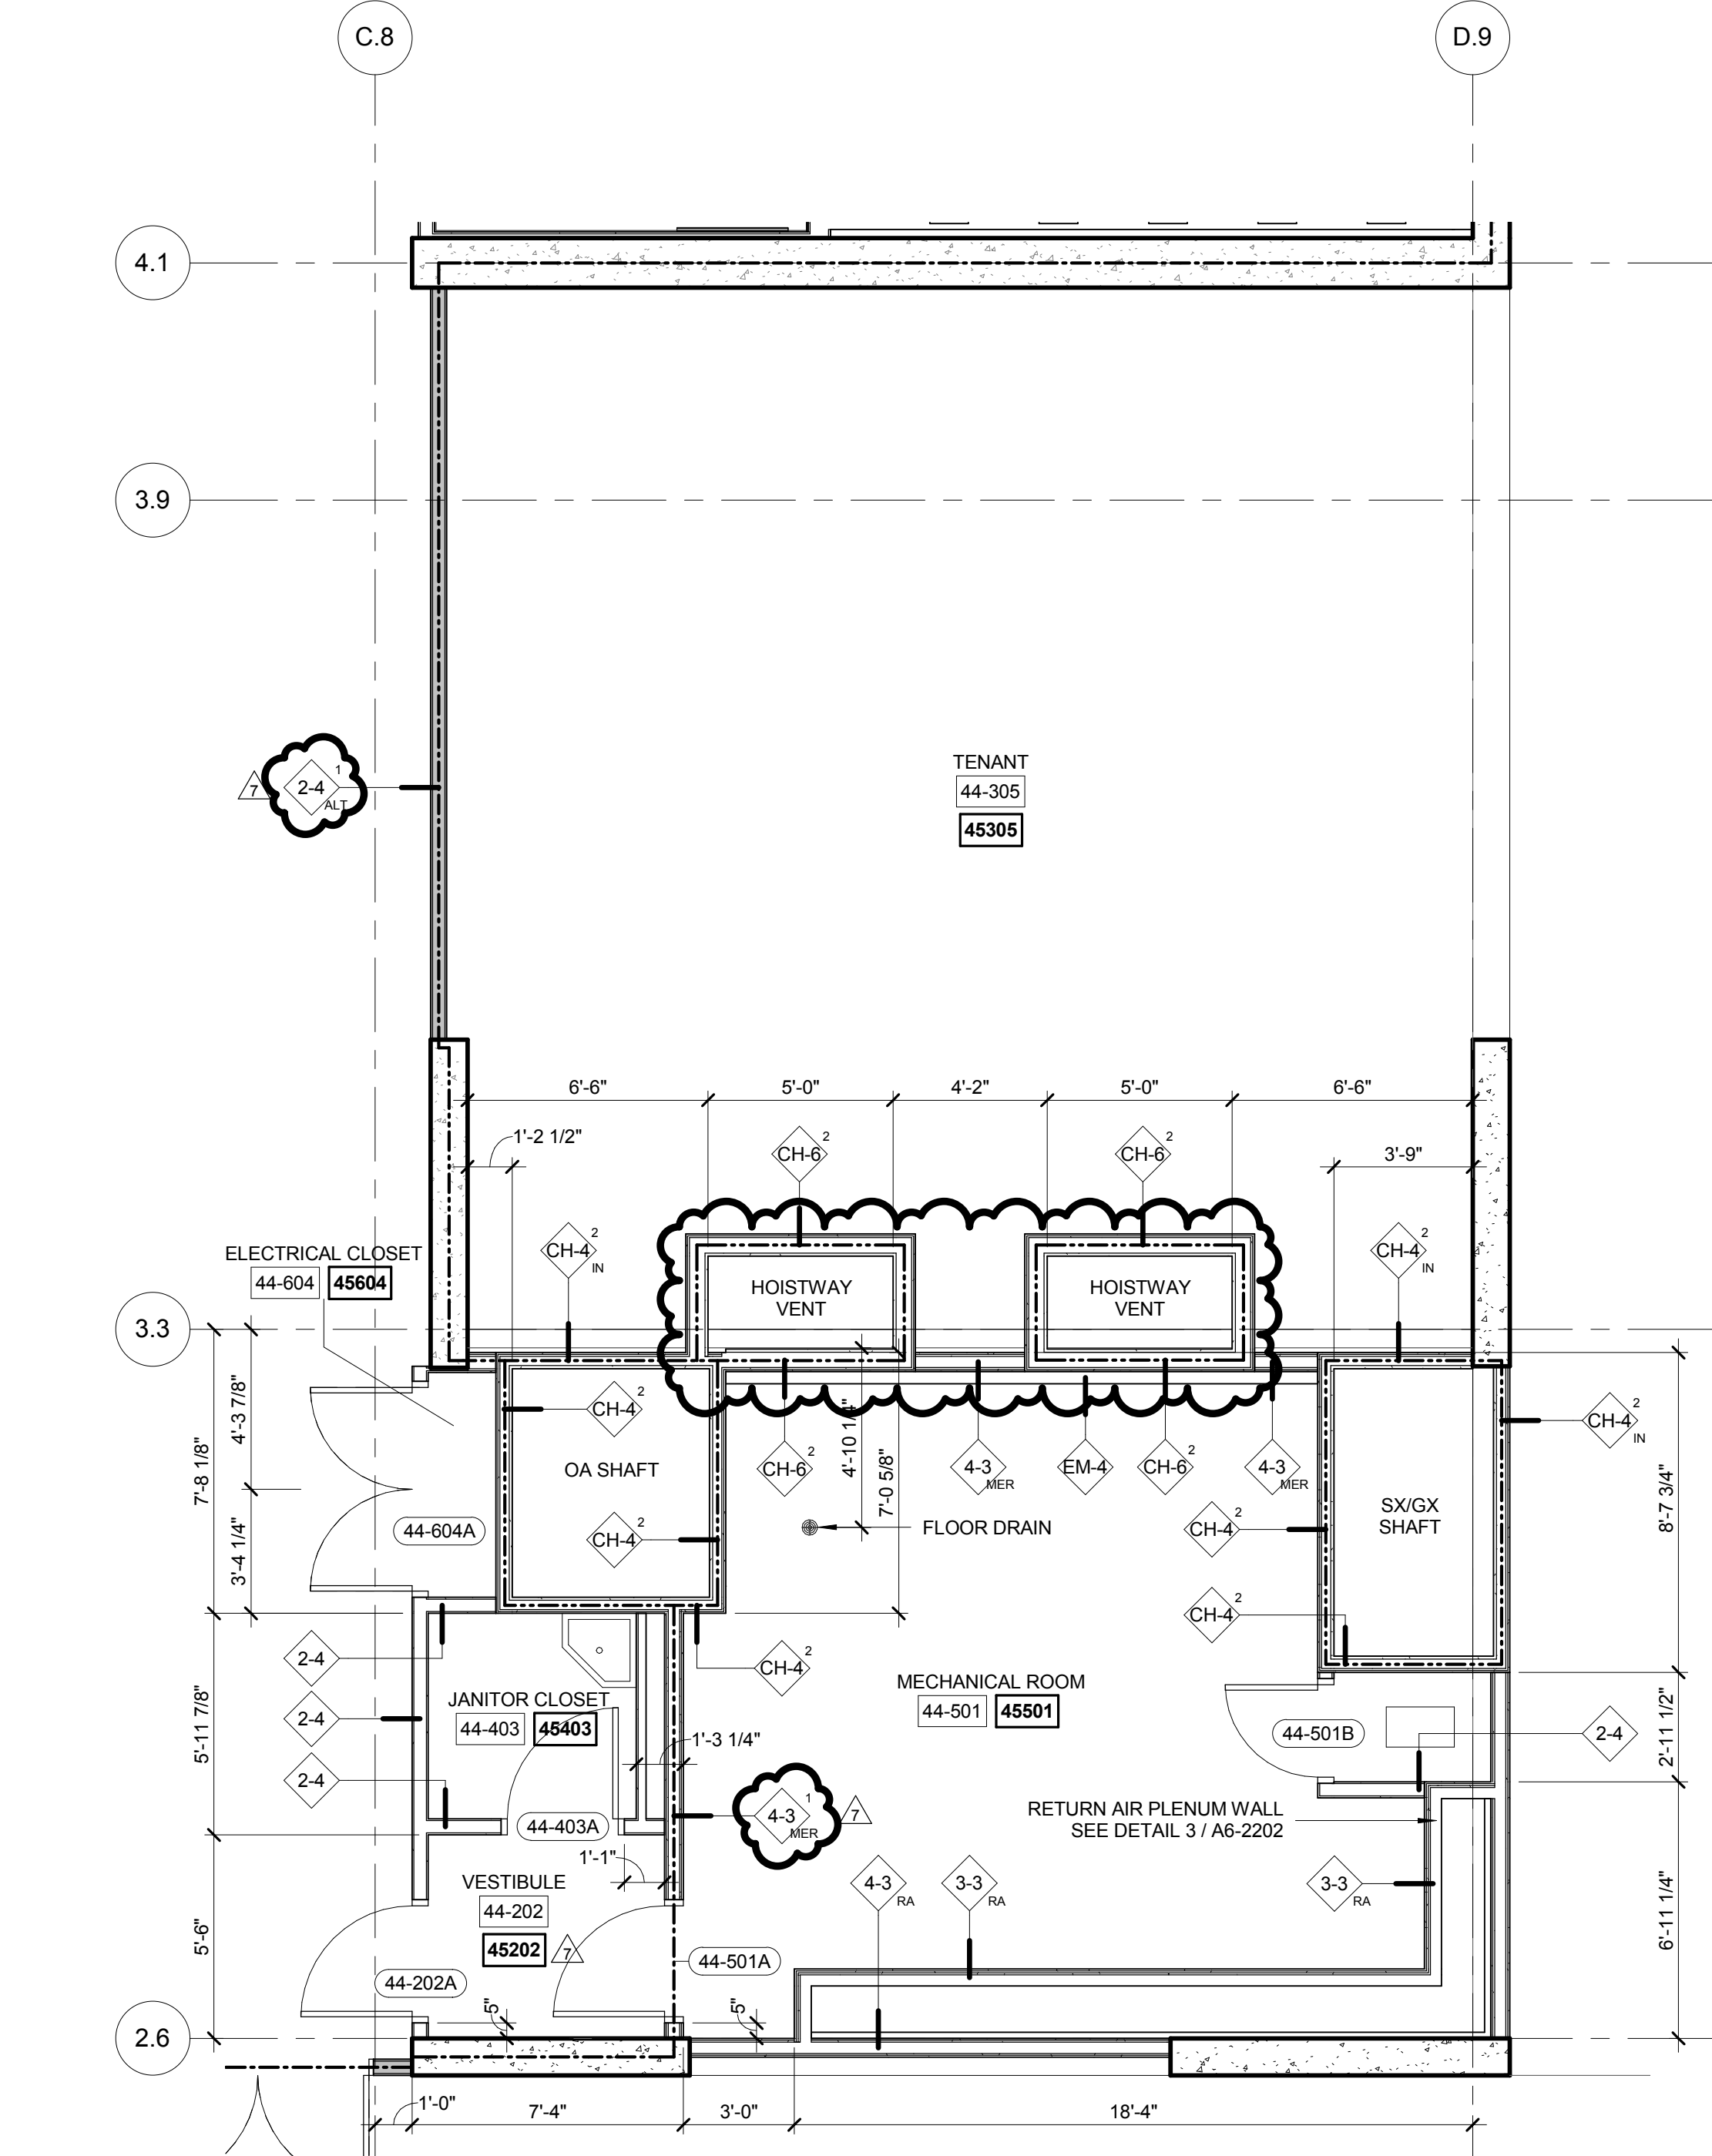 C.8
D.9
4.1
3.9
7
2-4
1
ALT
TENANT
44-305
45305
6'-6"
5'-0"
4'-2"
5'-0"
6'-6"
1'-2 1/2"
3'-9"
CH-6
2
CH-6
2
CH-4
2
IN
CH-4
2
IN
ELECTRICAL CLOSET
44-604
45604
HOISTWAY
VENT
HOISTWAY
VENT
3.3
4'-3 7/8"
7'-8 1/8"
3'-4 1/4"
CH-4
2
CH-4
2
IN
OA SHAFT
CH-6
2
4'-10 1/4"
7'-0 5/8"
4-3
MER
EM-4
CH-6
2
4-3
MER
SX/GX
SHAFT
8'-7 3/4"
44-604A
CH-4
2
FLOOR DRAIN
CH-4
2
CH-4
2
2-4
CH-4
2
MECHANICAL ROOM
44-501
45501
JANITOR CLOSET
44-403
45403
2-4
5'-11 7/8"
1'-3 1/4"
44-501B
2-4
2'-11 1/2"
2-4
4-3
1
MER
7
RETURN AIR PLENUM WALL
SEE DETAIL 3 / A6-2202
44-403A
1'-1"
VESTIBULE
44-202
45202
7
4-3
RA
3-3
RA
3-3
RA
6'-11 1/4"
5'-6"
44-202A
44-501A
5"
5"
2.6
1'-0"
7'-4"
3'-0"
18'-4"